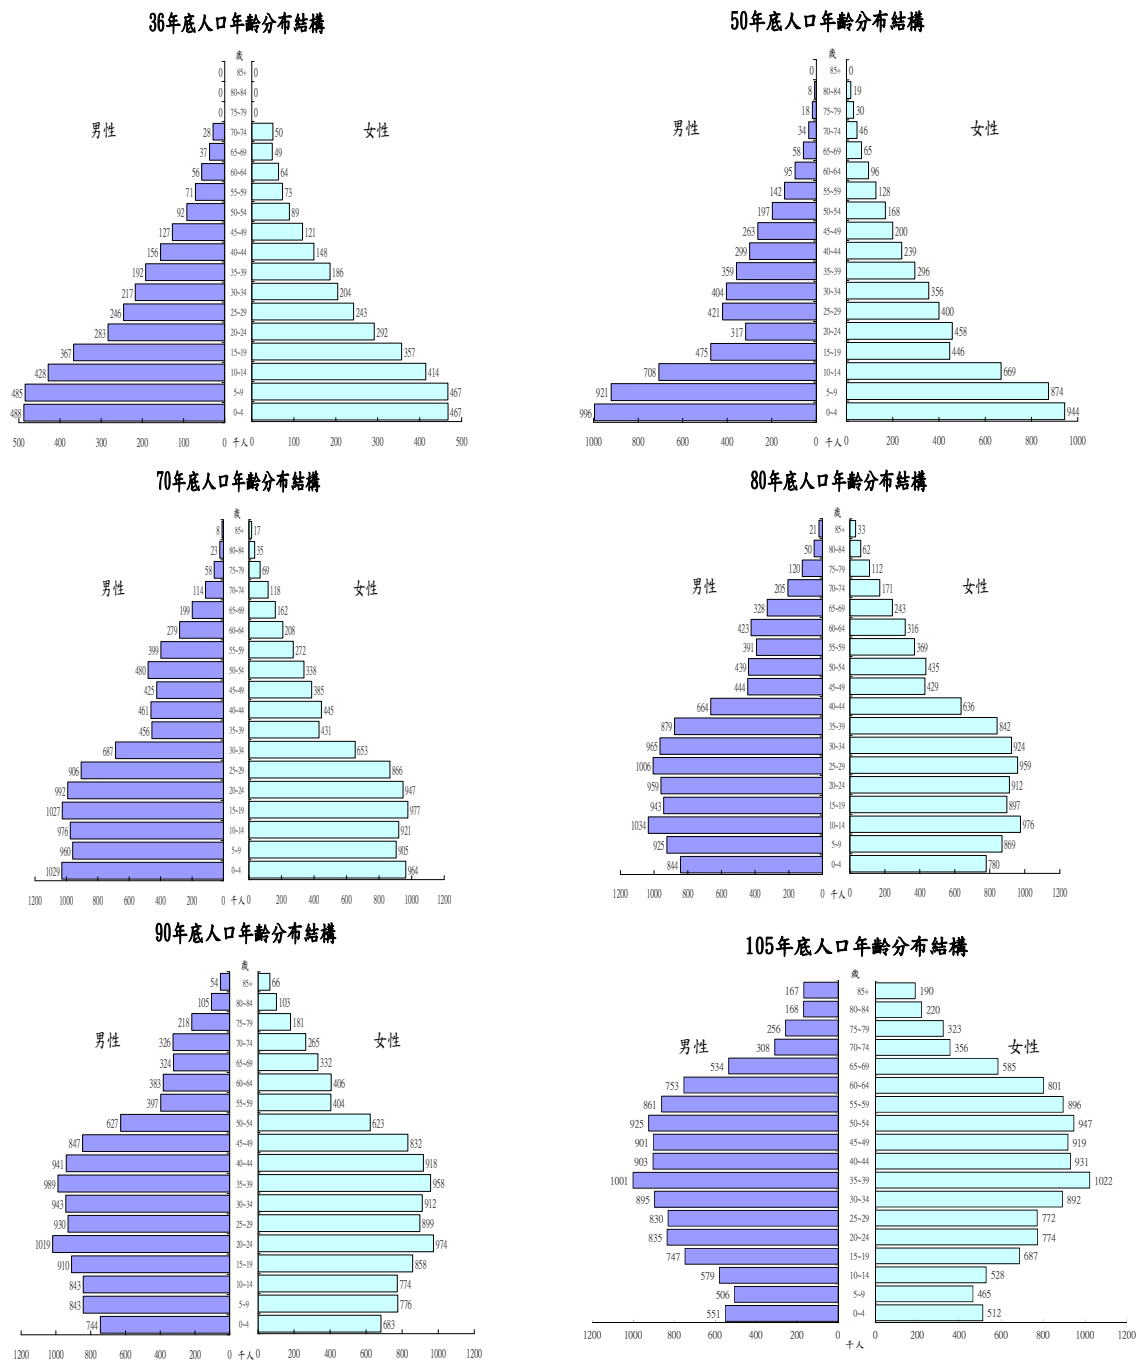 36年底人口年齡分布結構
歲
0 85+ 0
0 80~84 0
0 75~79 0
男性 28 70~74 50 女性
37 65~69 49
56 60~64 64
71 55~59 73
92 50~54 89
127 45~49 121
156 40~44 148
192 35~39 186
217 30~34 204
246 25~29 243
283 20~24 292
367 15~19 357
428 10~14 414
485 5~9 467
488 0~4 467
500 400 300 200 100 0 千人 0 100 200 300 400 500
50年底人口年齡分布結構
歲
0 85+ 0
8 80~84 19
18 75~79 30
男性 34 70~74 46 女性
58 65~69 65
95 60~64 96
142 55~59 128
197 50~54 168
263 45~49 200
299 40~44 239
359 35~39 296
404 30~34 356
421 25~29 400
317 20~24 458
475 15~19 446
708 10~14 669
921 5~9 874
996 0~4 944
1000 800 600 400 200 0 千人 0 200 400 600 800 1000
70年底人口年齡分布結構
歲
8 85+ 17
23 80~84 35
58 75~79 69
男性 114 70~74 118 女性
199 65~69 162
279 60~64 208
399 55~59 272
480 50~54 338
425 45~49 385
461 40~44 445
456 35~39 431
687 30~34 653
906 25~29 866
992 20~24 947
1027 15~19 977
976 10~14 921
960 5~9 905
1029 0~4 964
1200 1000 800 600 400 200 0 千人 0 200 400 600 800 1000 1200
80年底人口年齡分布結構
歲
21 85+ 33
50 80~84 62
120 75~79 112
男性 205 70~74 171 女性
328 65~69 243
423 60~64 316
391 55~59 369
439 50~54 435
444 45~49 429
664 40~44 636
879 35~39 842
965 30~34 924
1006 25~29 959
959 20~24 912
943 15~19 897
1034 10~14 976
925 5~9 869
844 0~4 780
1200 1000 800 600 400 200 0 千人 0 200 400 600 800 1000 1200
90年底人口年齡分布結構
歲
54 85+ 66
105 80~84 103
218 75~79 181
男性 326 70~74 265 女性
324 65~69 332
383 60~64 406
397 55~59 404
627 50~54 623
847 45~49 832
941 40~44 918
989 35~39 958
943 30~34 912
930 25~29 899
1019 20~24 974
910 15~19 858
843 10~14 774
843 5~9 776
744 0~4 683
1200 1000 800 600 400 200 0 千人 0 200 400 600 800 1000 1200
105年底人口年齡分布結構
歲
167 85+ 190
168 80~84 220
256 75~79 323
男性 308 70~74 356 女性
534 65~69 585
753 60~64 801
861 55~59 896
925 50~54 947
901 45~49 919
903 40~44 931
1001 35~39 1022
895 30~34 892
830 25~29 772
835 20~24 774
747 15~19 687
579 10~14 528
506 5~9 465
551 0~4 512
1200 1000 800 600 400 200 0 0 200 400 600 800 1000 1200
千人